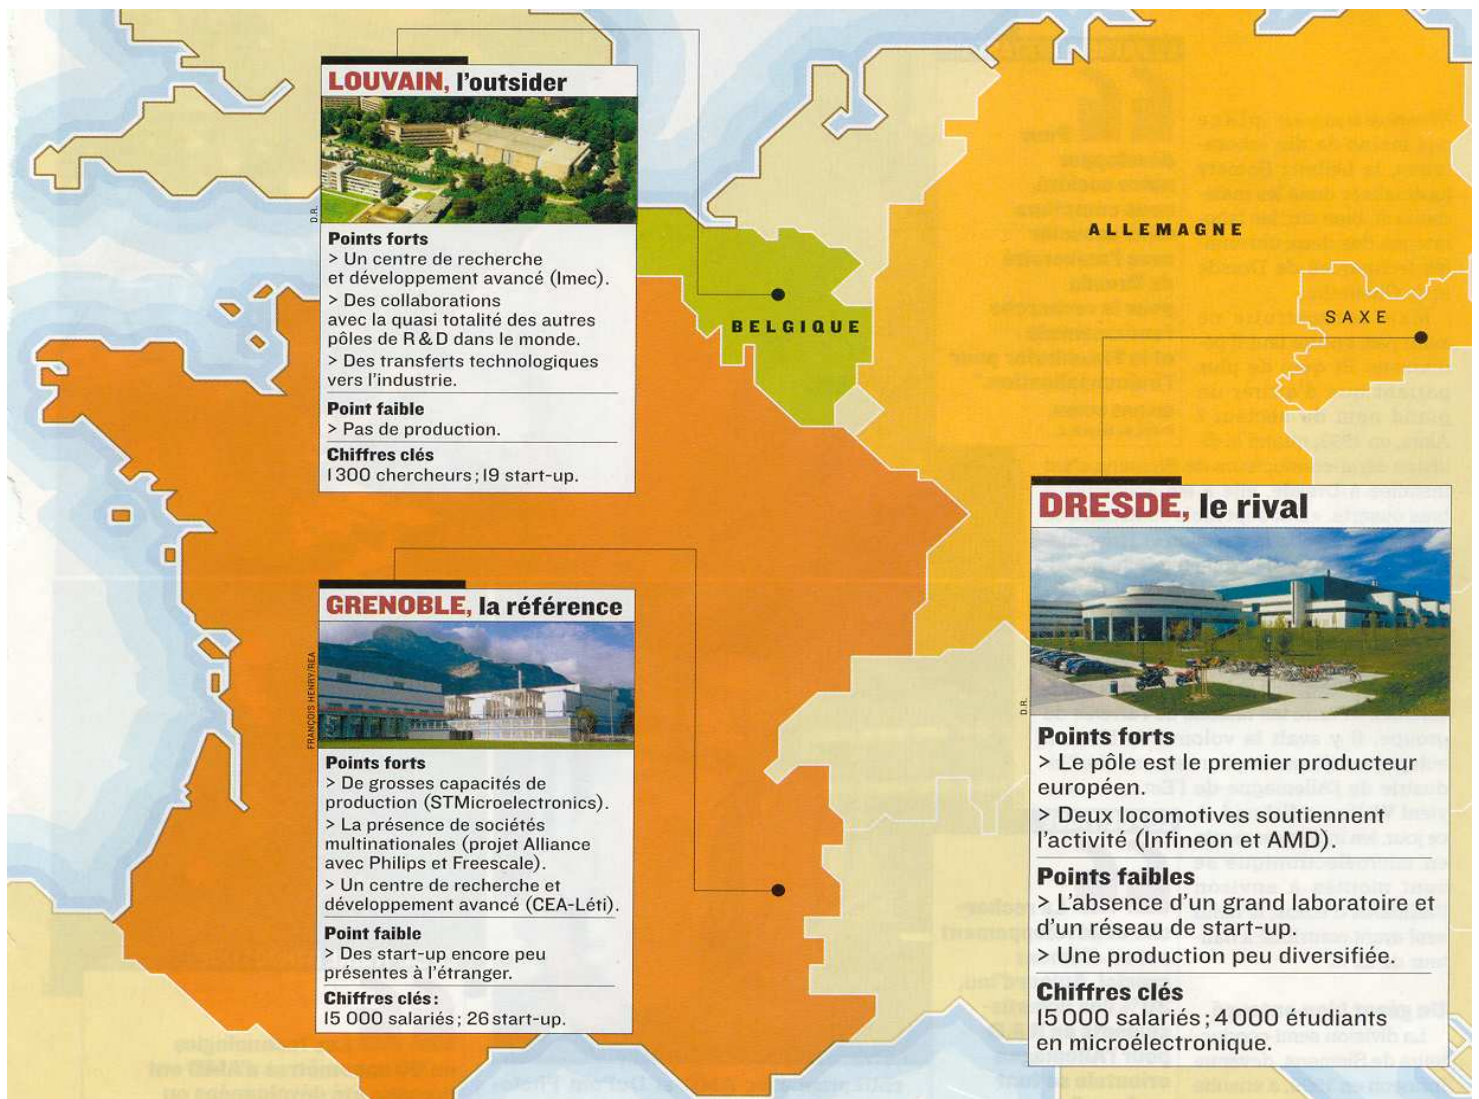 LOUVAIN, l'outsider
D.R.
Points forts
> Un centre de recherche
et développement avancé (Imec).
> Des collaborations
avec la quasi totalité des autres
pôles de R & D dans le monde.
> Des transferts technologiques
vers l'industrie.
Point faible
> Pas de production.
Chiffres clés
1 300 chercheurs ; 19 start-up.
BELGIQUE
ALLEMAGNE
SAXE
GRENOBLE, la référence
FRANÇOIS HENRY/REA
Points forts
> De grosses capacités de
production (STMicroelectronics).
> La présence de sociétés
multinationales (projet Alliance
avec Philips et Freescale).
> Un centre de recherche et
développement avancé (CEA-Léti).
Point faible
> Des start-up encore peu
présentes à l'étranger.
Chiffres clés :
15 000 salariés ; 26 start-up.
DRESDE, le rival
D.R.
Points forts
> Le pôle est le premier producteur
européen.
> Deux locomotives soutiennent
l'activité (Infineon et AMD).
Points faibles
> L'absence d'un grand laboratoire et
d'un réseau de start-up.
> Une production peu diversifiée.
Chiffres clés
15 000 salariés ; 4 000 étudiants
en microélectronique.